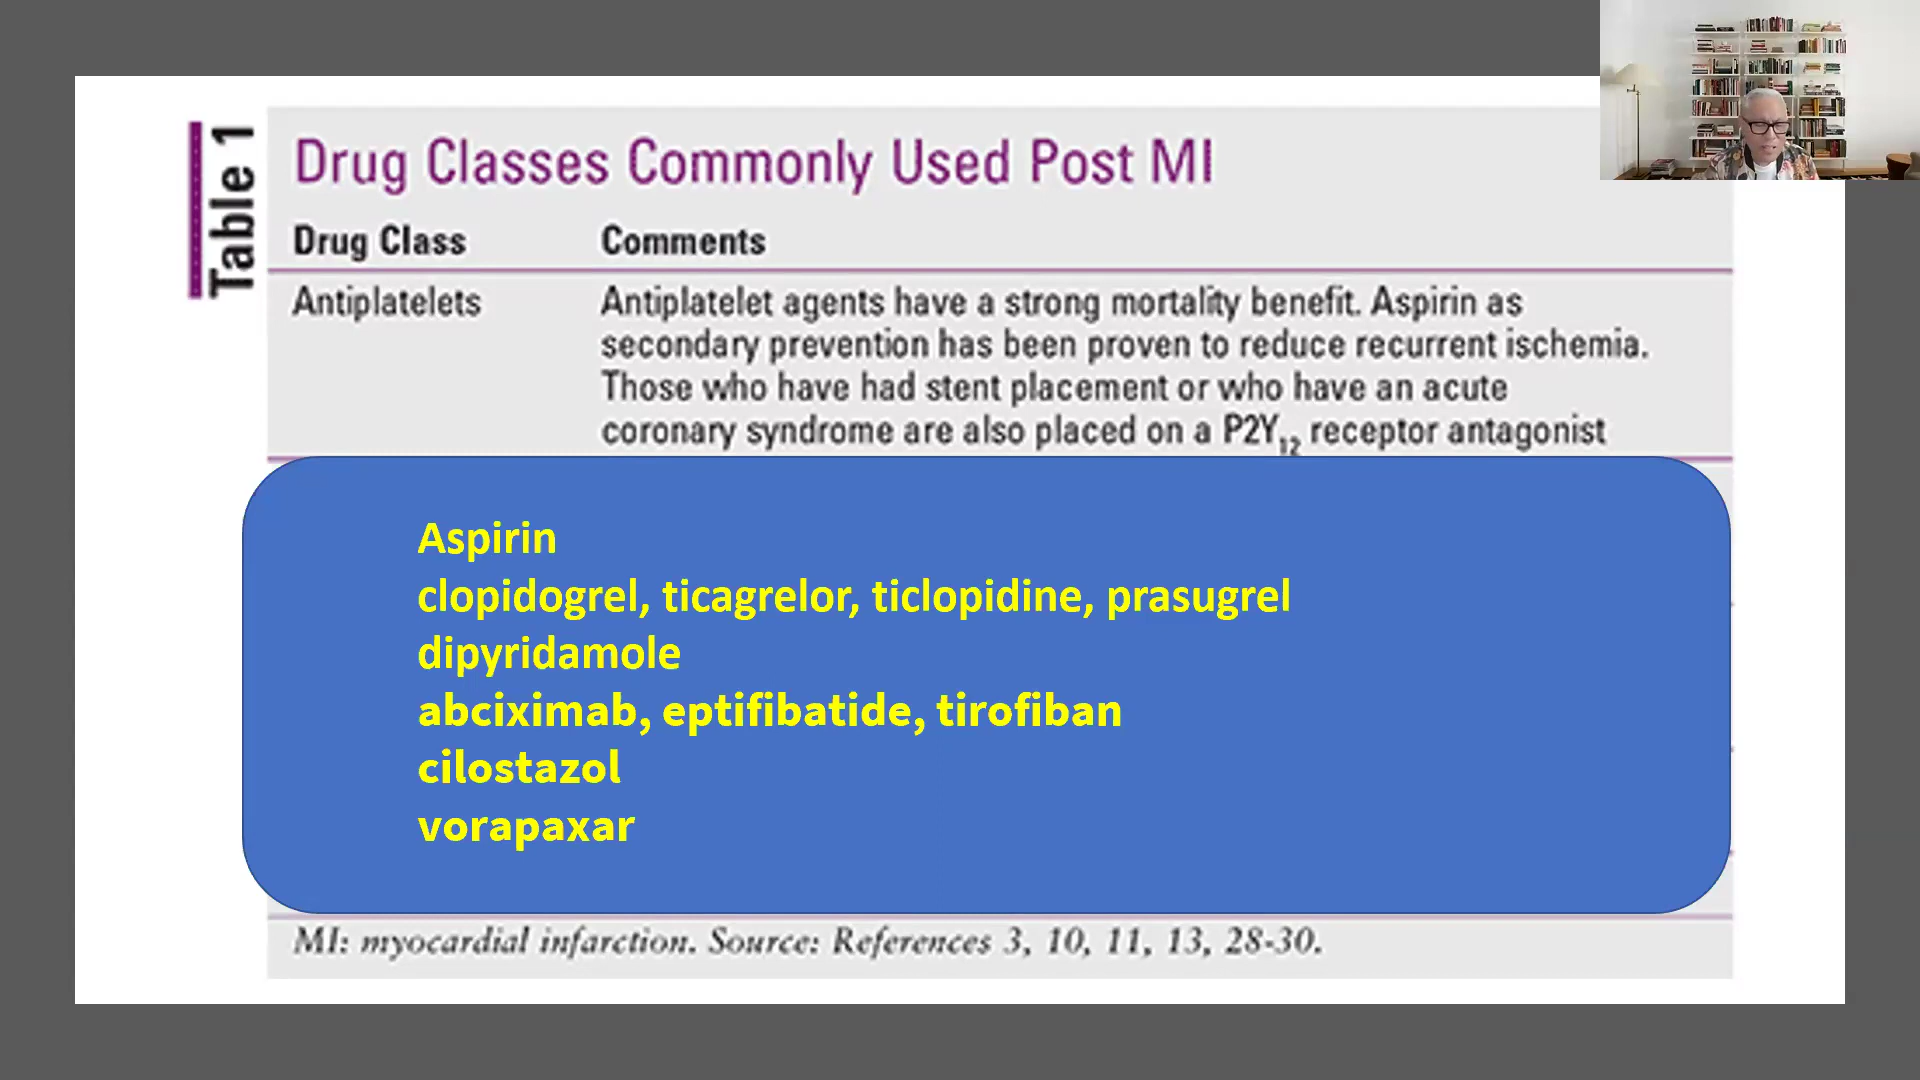 Table 1
Drug Classes Commonly Used Post MI
Drug Class Comments
Antiplatelets Antiplatelet agents have a strong mortality benefit. Aspirin as
secondary prevention has been proven to reduce recurrent ischemia.
Those who have had stent placement or who have an acute
coronary syndrome are also placed on a P2Y12 receptor antagonist
Aspirin
clopidogrel, ticagrelor, ticlopidine, prasugrel
dipyridamole
abciximab, eptifibatide, tirofiban
cilostazol
vorapaxar
MI: myocardial infarction. Source: References 3, 10, 11, 13, 28-30.